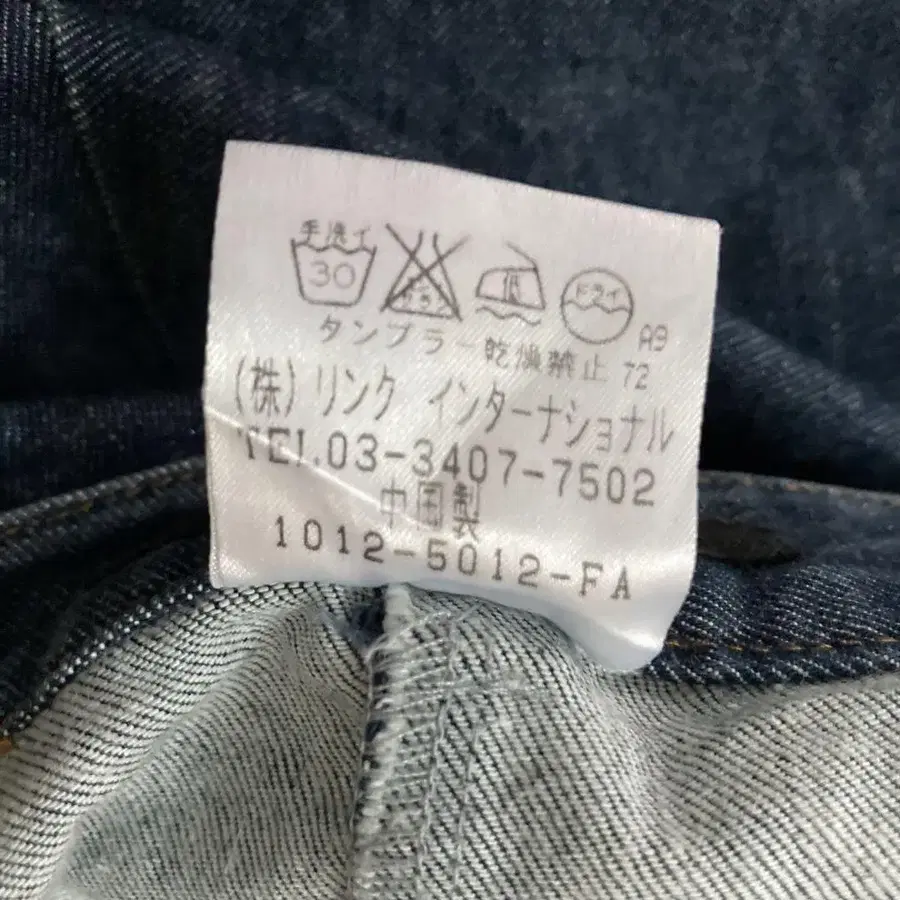 手洗イ
30
低
ドライ
A9
タンブラー乾燥禁止 72
(株) リンク インターナショナル
TEL.03-3407-7502
中国製
1012-5012-FA